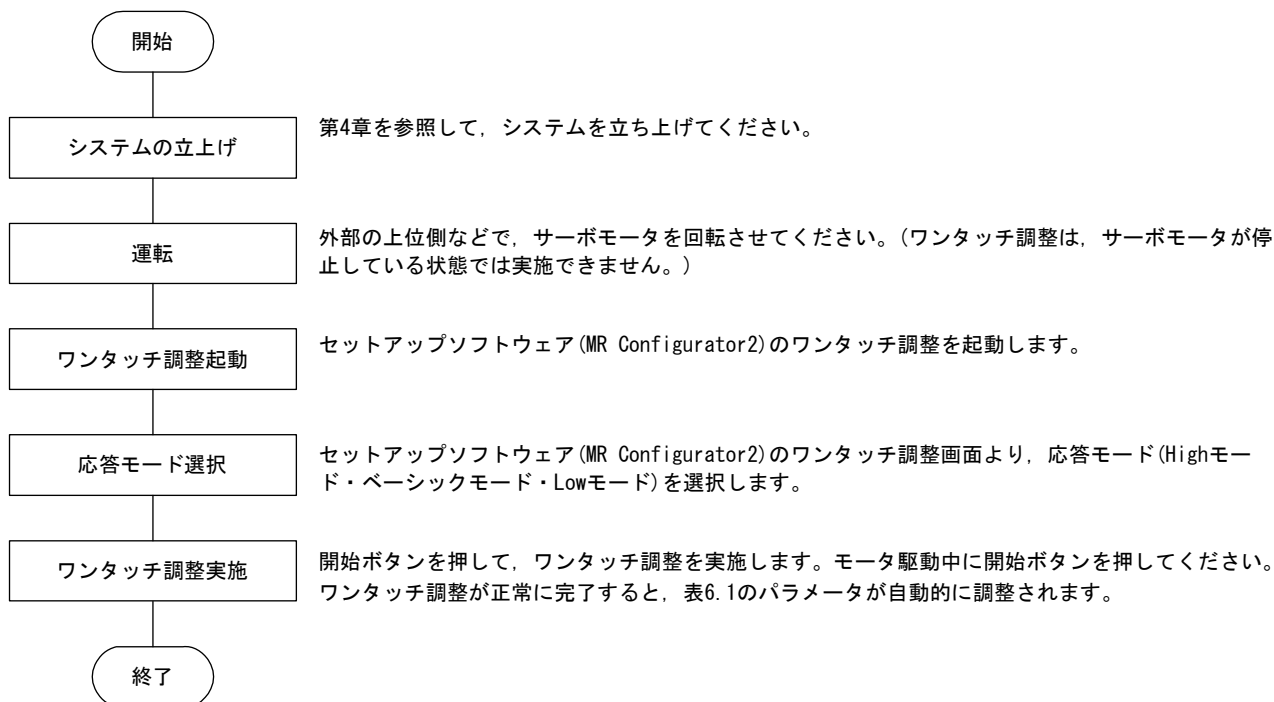 開始
システムの立上げ
第4章を参照して，システムを立ち上げてください。
運転
外部の上位側などで，サーボモータを回転させてください。(ワンタッチ調整は，サーボモータが停
止している状態では実施できません。)
ワンタッチ調整起動
セットアップソフトウェア(MR Configurator2)のワンタッチ調整を起動します。
応答モード選択
セットアップソフトウェア(MR Configurator2)のワンタッチ調整画面より，応答モード(Highモー
ド・ベーシックモード・Lowモード)を選択します。
ワンタッチ調整実施
開始ボタンを押して，ワンタッチ調整を実施します。モータ駆動中に開始ボタンを押してください。
ワンタッチ調整が正常に完了すると，表6.1のパラメータが自動的に調整されます。
終了